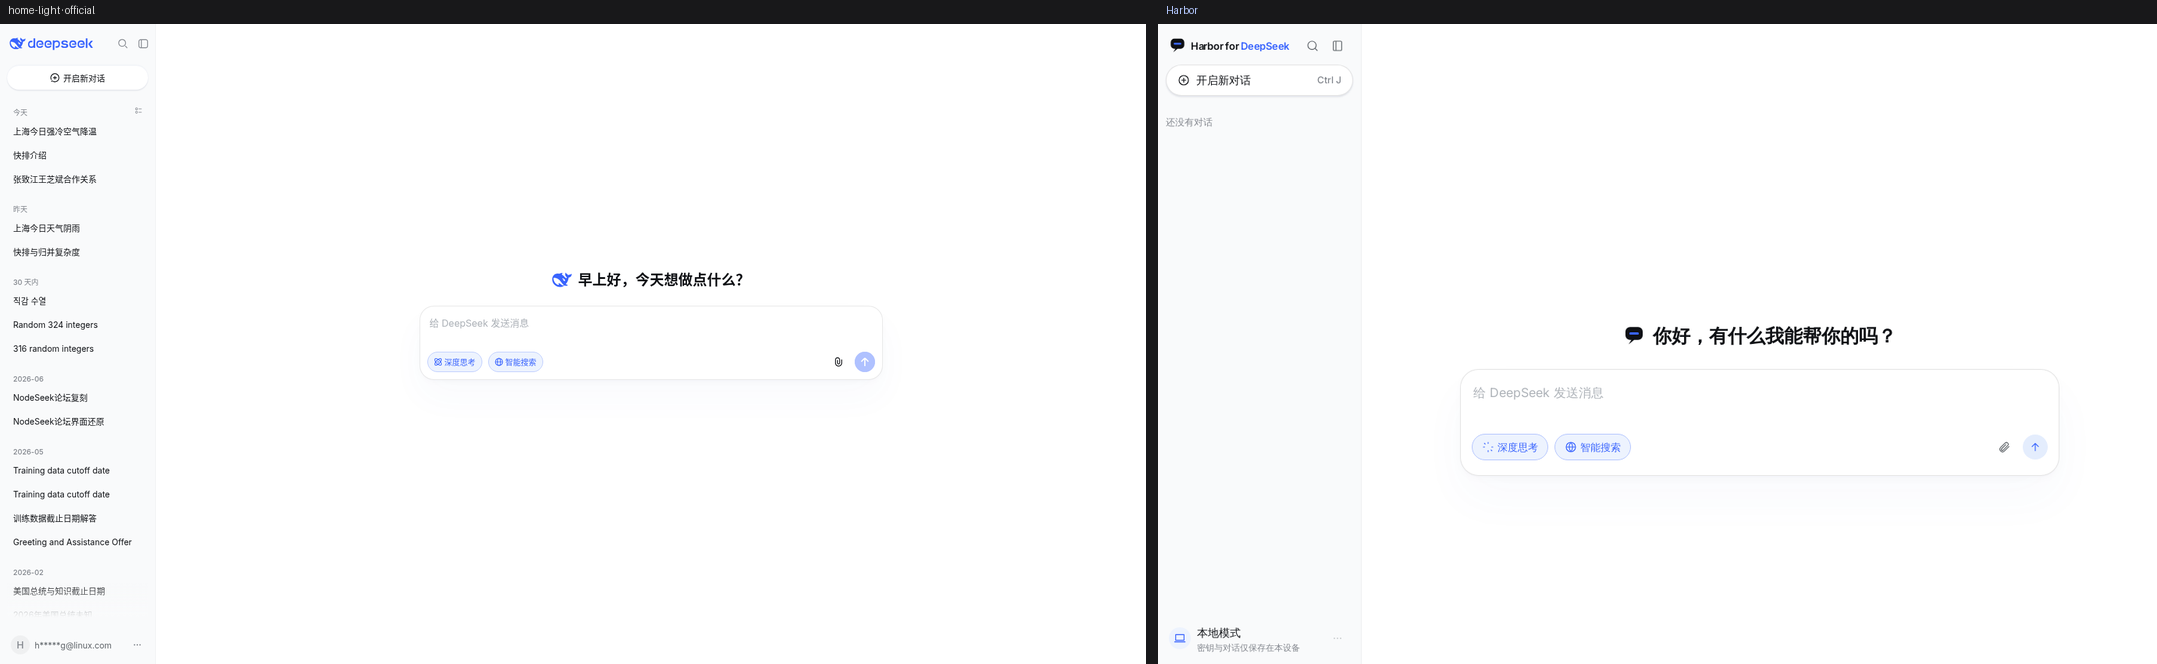 home-light·official
deepseek
开启新对话
今天
上海今日强冷空气降温
快排介绍
张致江王芝斌合作关系
昨天
上海今日天气阴雨
快排与归并复杂度
30 天内
직감 수열
Random 324 integers
316 random integers
2026-06
NodeSeek论坛复刻
NodeSeek论坛界面还原
2026-05
Training data cutoff date
Training data cutoff date
训练数据截止日期解答
Greeting and Assistance Offer
2026-02
美国总统与知识截止日期
H h*****g@linux.com ...
早上好，今天想做点什么？
给 DeepSeek 发送消息
深度思考
智能搜索
Harbor
Harbor for DeepSeek
开启新对话 Ctrl J
还没有对话
本地模式 ...
密钥与对话仅保存在本设备
你好，有什么我能帮你的吗？
给 DeepSeek 发送消息
深度思考
智能搜索